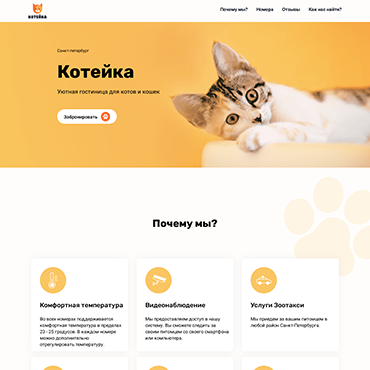 КОТЕЙКА
Почему мы? Номера Отзывы Как нас найти?
Санкт-петербург
Котейка
Уютная гостиница для котов и кошек
Забронировать
Почему мы?
Комфортная температура
Во всех номерах поддерживается
комфортная температура в пределах
23 - 25 градусов. В каждом номере
можно дополнительно
отрегулировать температуру.
Видеонаблюдение
Мы предоставляем доступ в нашу
систему. Вы сможете следить за
своим питомцем со своего смартфона
или компьютера.
Услуги Зоотакси
Мы приедем за вашим питомцем в
любой район Санкт-Петербурга.